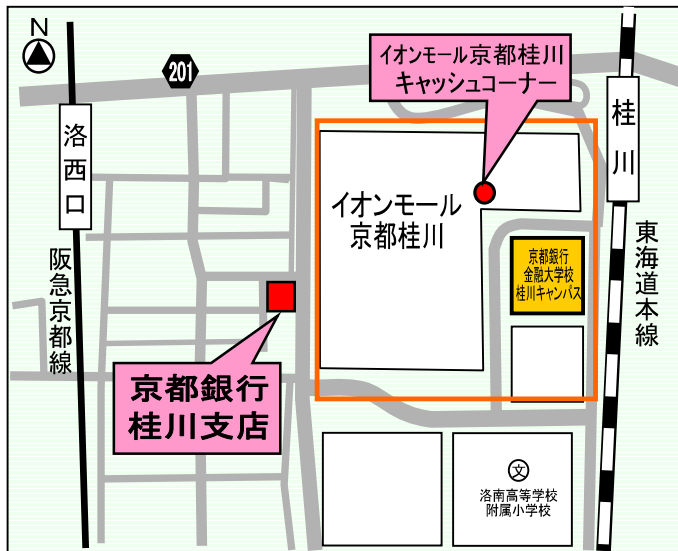 N
201
イオンモール京都桂川
キャッシュコーナー
洛西口
桂川
イオンモール
京都桂川
阪急京都線
東海道本線
京都銀行
金融大学校
桂川キャンパス
京都銀行
桂川支店
文
洛南高等学校
附属小学校